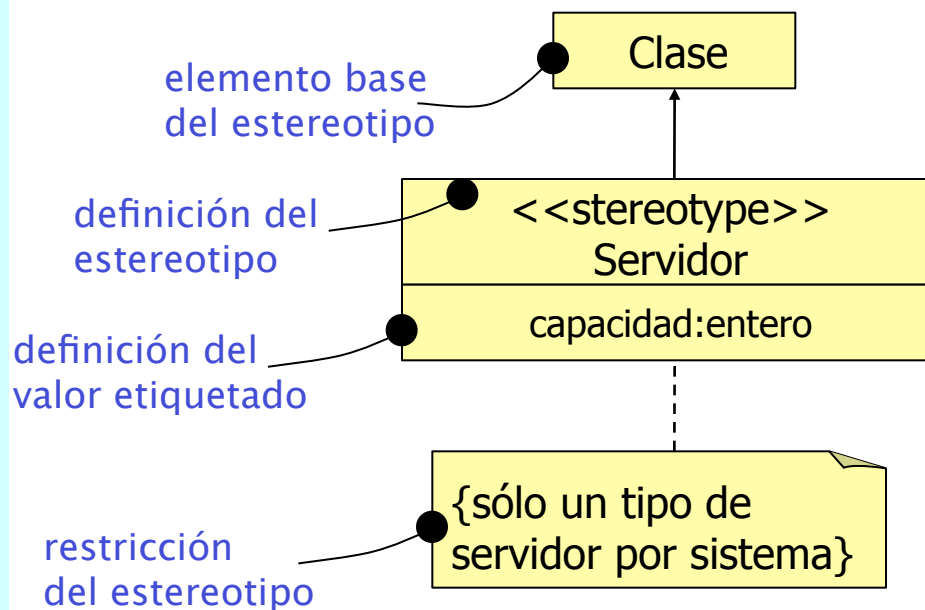 Clase
elemento base
del estereotipo
<<stereotype>>
Servidor
definición del
estereotipo
capacidad:entero
definición del
valor etiquetado
{sólo un tipo de
servidor por sistema}
restricción
del estereotipo